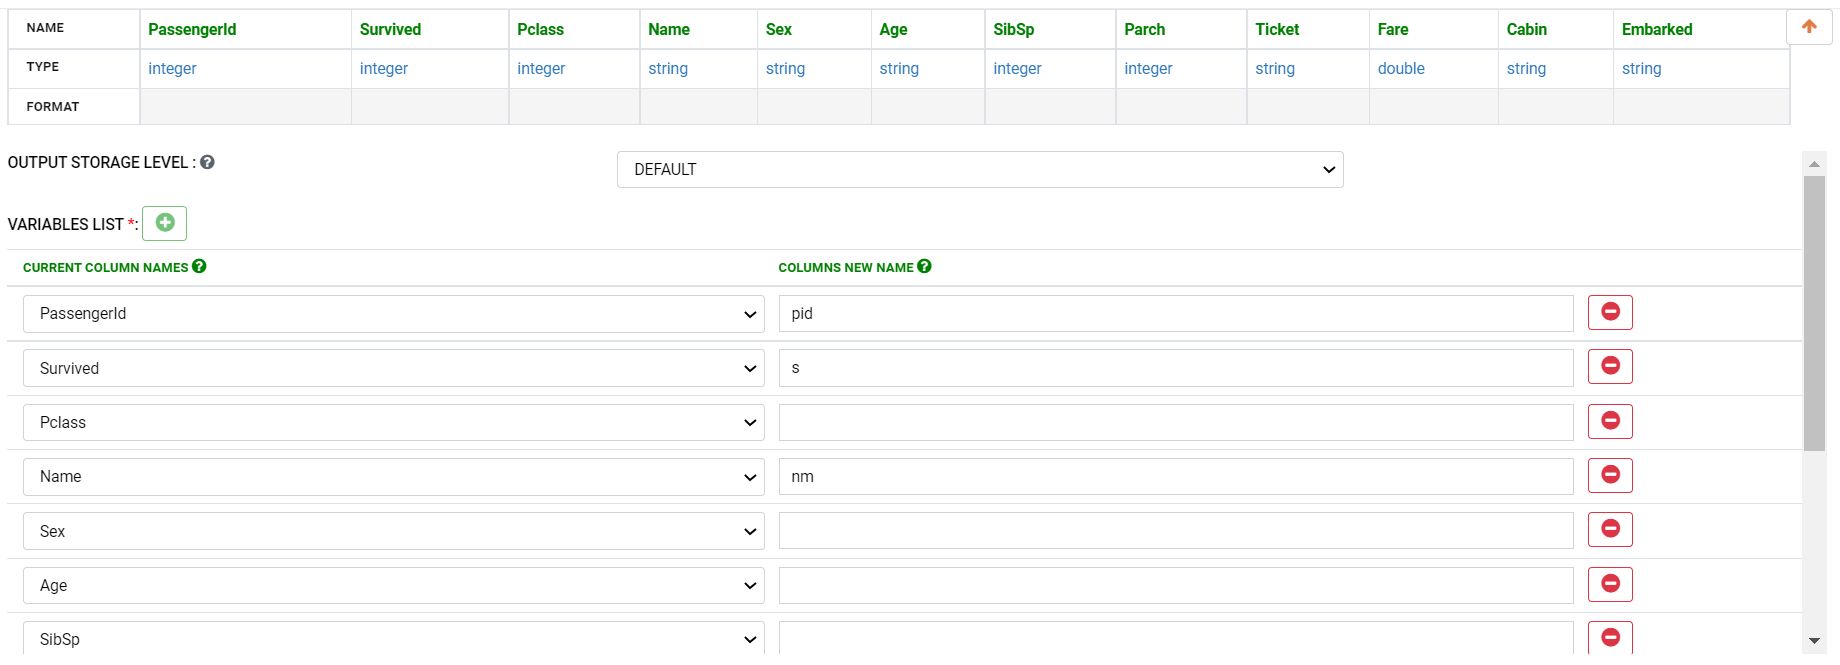 NAME PassengerId Survived Pclass Name Sex Age SibSp Parch Ticket Fare Cabin Embarked
TYPE integer integer integer string string string integer integer string double string string
FORMAT
OUTPUT STORAGE LEVEL : DEFAULT
VARIABLES LIST *:
CURRENT COLUMN NAMES COLUMNS NEW NAME
PassengerId pid
Survived s
Pclass
Name nm
Sex
Age
SibSp